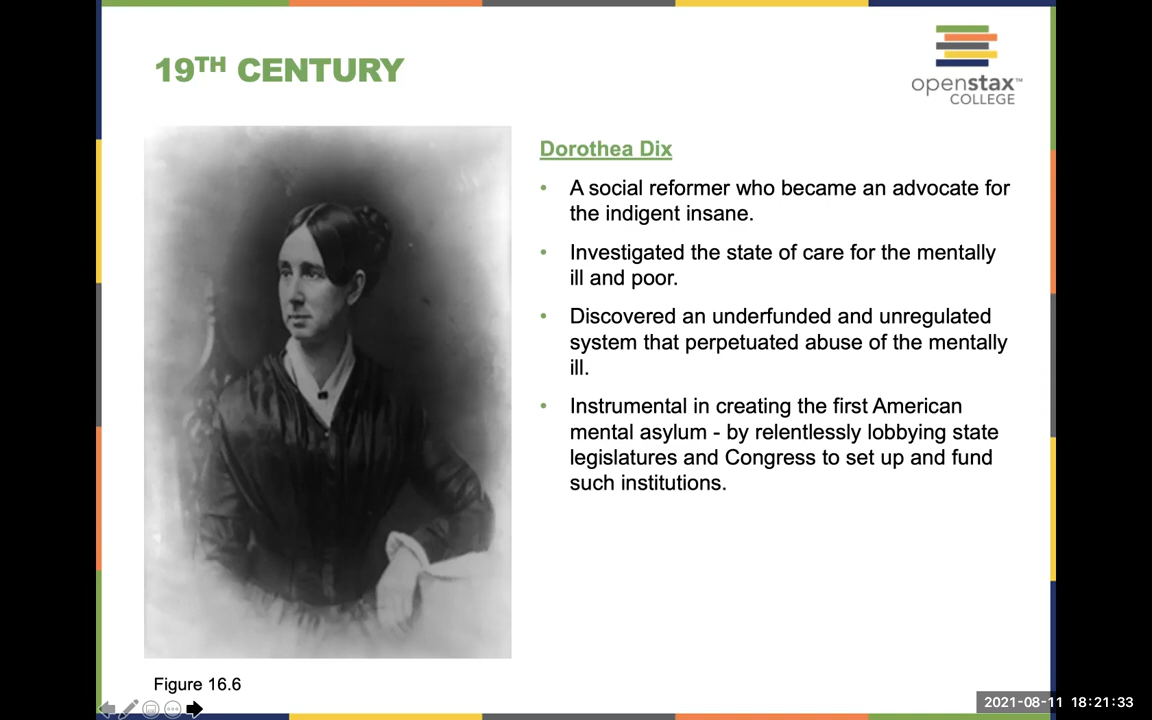 19TH CENTURY
openstax™
COLLEGE
Dorothea Dix
• A social reformer who became an advocate for
the indigent insane.
• Investigated the state of care for the mentally
ill and poor.
• Discovered an underfunded and unregulated
system that perpetuated abuse of the mentally
ill.
• Instrumental in creating the first American
mental asylum - by relentlessly lobbying state
legislatures and Congress to set up and fund
such institutions.
Figure 16.6
2021-08-11 18:21:33